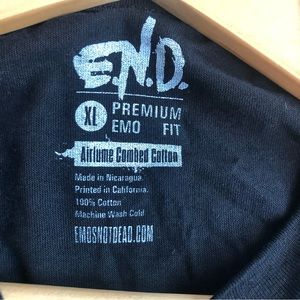 E.N.D.
XL PREMIUM
EMO FIT
Airlume Combed Cotton
Made in Nicaragua.
Printed in California.
100% Cotton
Machine Wash Cold
EMOSNOTDEAD.COM